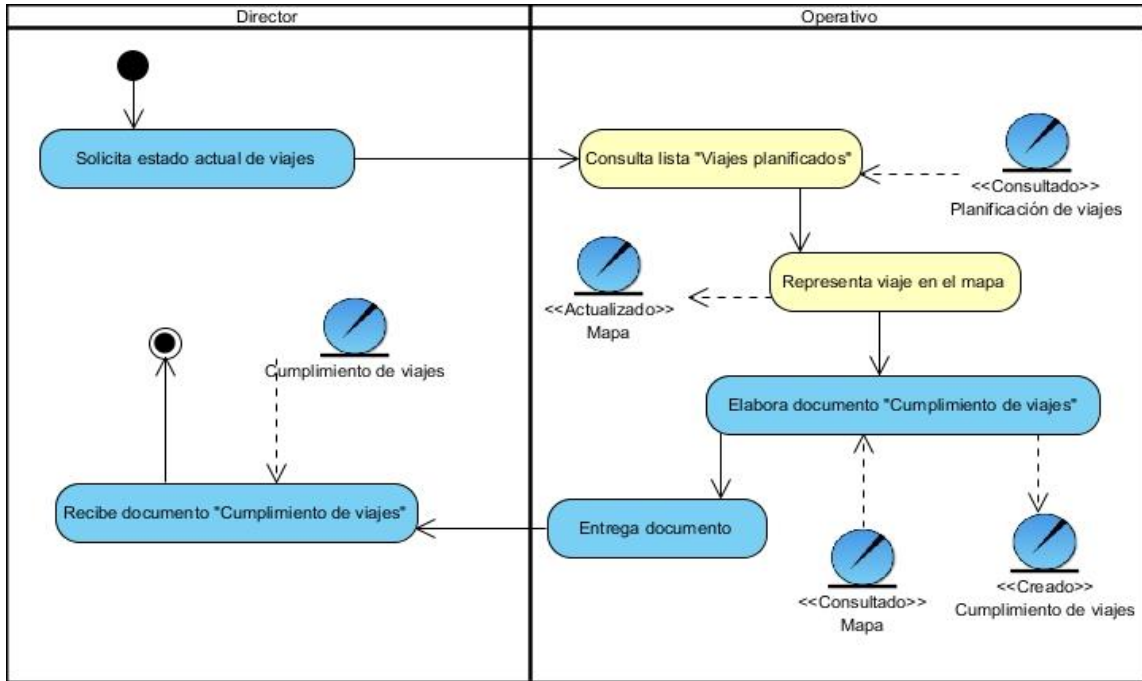 Director
Operativo
Solicita estado actual de viajes
Consulta lista "Viajes planificados"
<<Consultado>>
Planificación de viajes
Representa viaje en el mapa
<<Actualizado>>
Mapa
Cumplimiento de viajes
Elabora documento "Cumplimiento de viajes"
Recibe documento "Cumplimiento de viajes"
Entrega documento
<<Consultado>>
Mapa
<<Creado>>
Cumplimiento de viajes